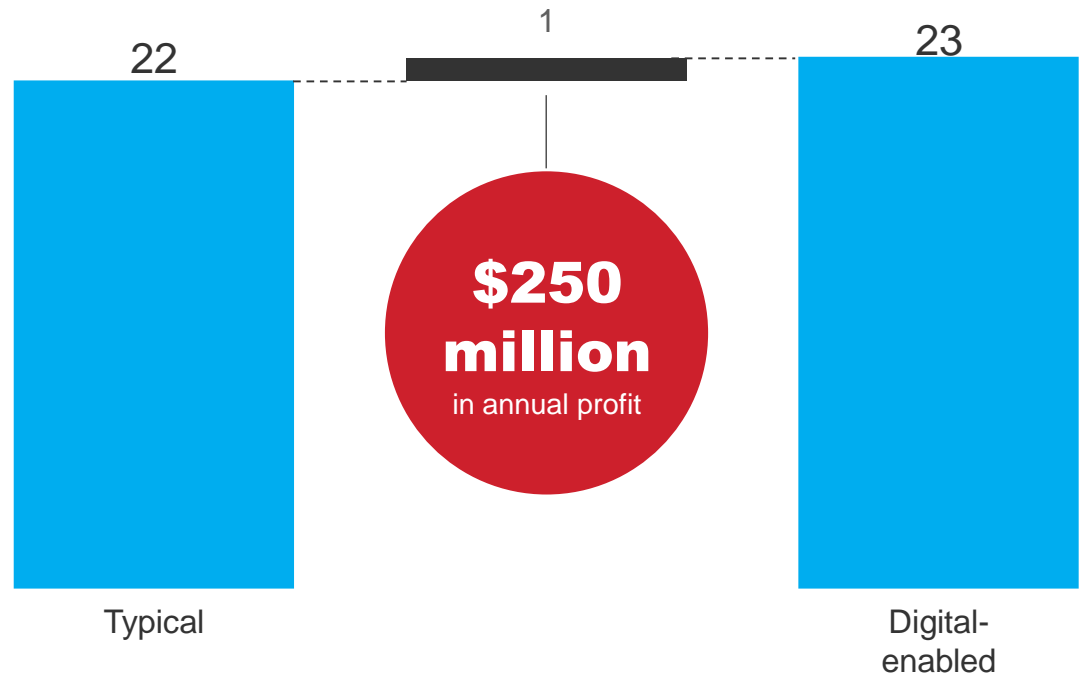 22
1
23
$250
million
in annual profit
Typical
Digital-
enabled